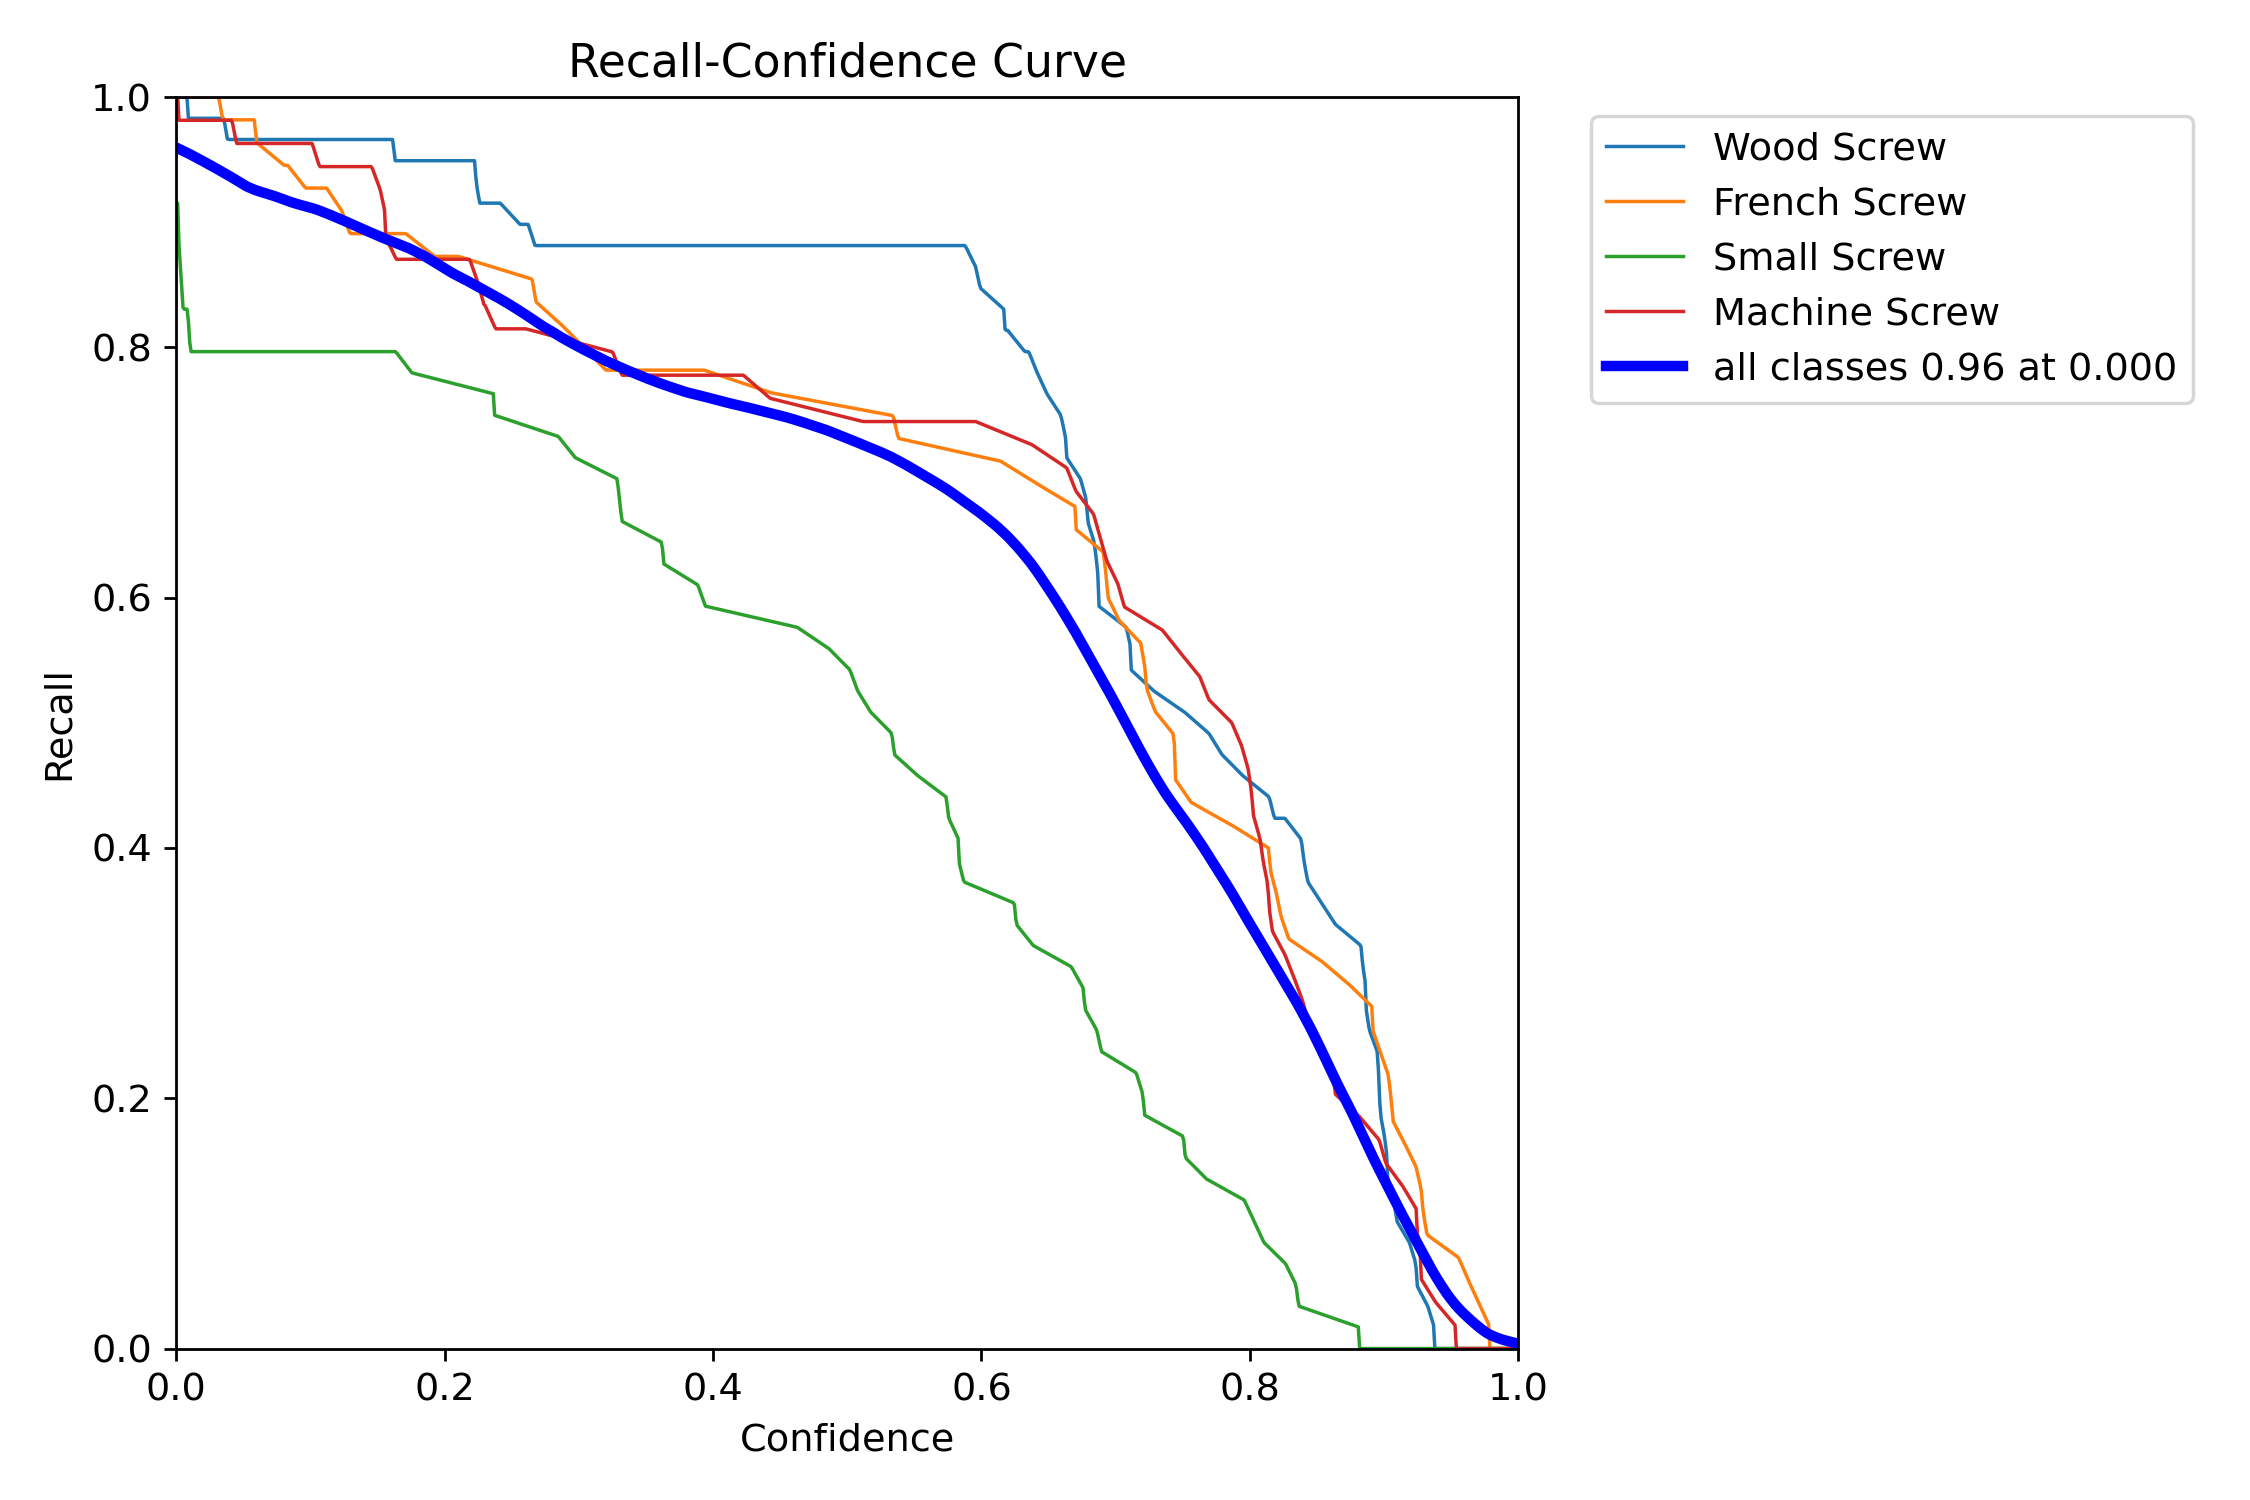 Recall-Confidence Curve
1.0
0.8
0.6
0.4
0.2
0.0
Recall
0.0 0.2 0.4 0.6 0.8 1.0
Confidence
Wood Screw
French Screw
Small Screw
Machine Screw
all classes 0.96 at 0.000